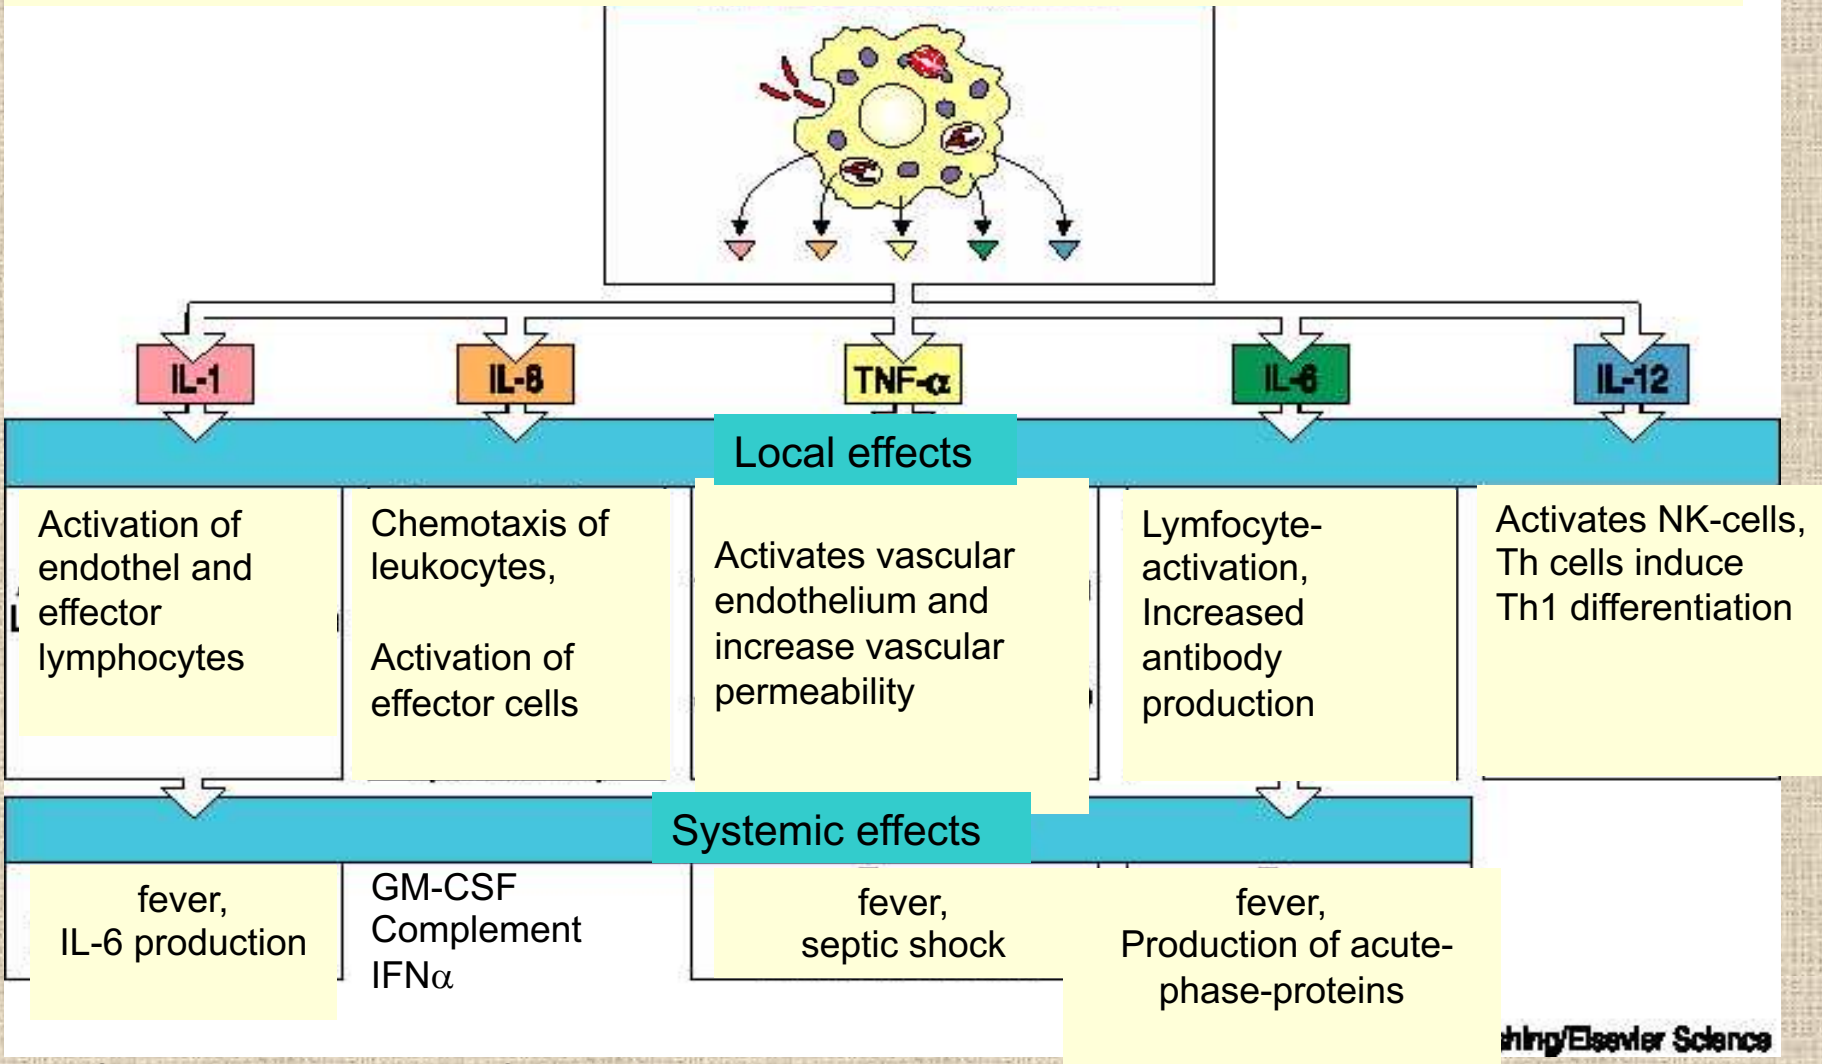 IL-1
IL-8
TNF-α
IL-6
IL-12
Local effects
Activation of
endothel and
effector
lymphocytes
Chemotaxis of
leukocytes,
Activation of
effector cells
Activates vascular
endothelium and
increase vascular
permeability
Lymfocyte-
activation,
Increased
antibody
production
Activates NK-cells,
Th cells induce
Th1 differentiation
Systemic effects
fever,
IL-6 production
GM-CSF
Complement
IFNα
fever,
septic shock
fever,
Production of acute-
phase-proteins
/Elsevier Science